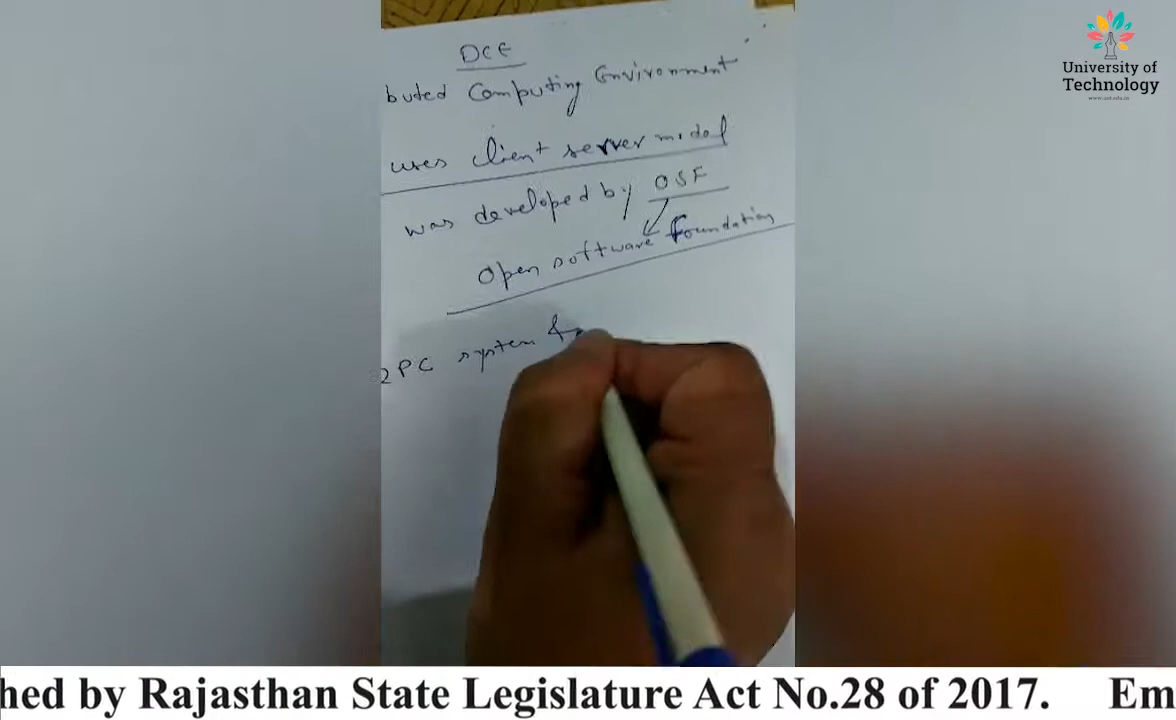 DCE
buted Computing Environment
uses client server model
was developed by OSF
Open software foundation
RPC system
University of
Technology
hed by Rajasthan State Legislature Act No.28 of 2017. Em